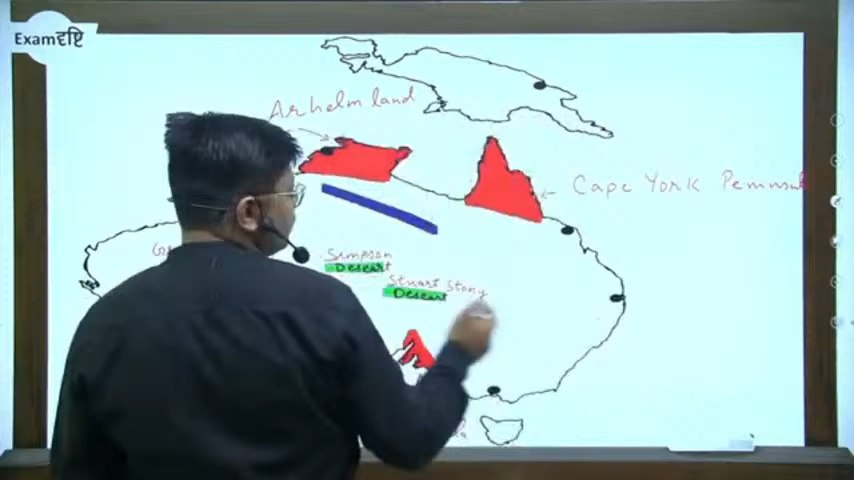 Examदृष्टि
Arhelm land
Cape York Peninsul
Simpson
Desert
Stuart Stony
Desert